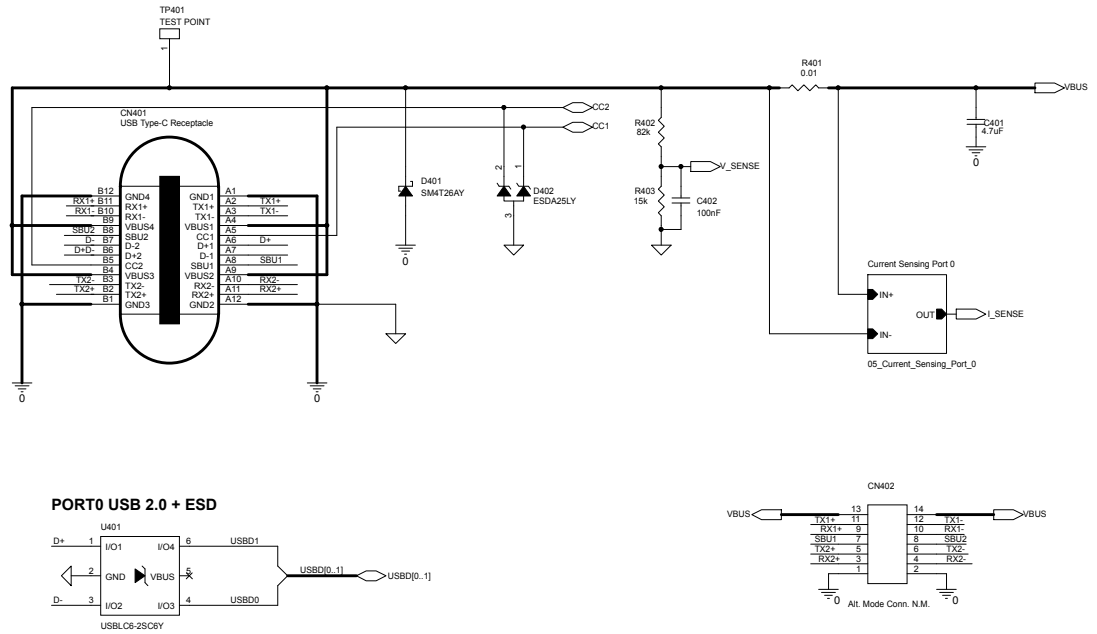 TP401
TEST POINT
1
R401
0.01
VBUS
CC2
CC1
CN401
USB Type-C Receptacle
R402
82k
C401
4.7uF
0
V_SENSE
D401
SM4T26AY
2
1
D402
ESDA25LY
3
R403
15k
C402
100nF
0
B12 GND4 GND1 A1
RX1+ B11 RX1+ TX1+ A2 TX1+
RX1- B10 RX1- TX1- A3 TX1-
B9 VBUS4 VBUS1 A4
SBU2 B8 SBU2 CC1 A5
D- B7 D-2 D+1 A6 D+
D+D- B6 D+2 D-1 A7
B5 CC2 SBU1 A8 SBU1
B4 VBUS3 VBUS2 A9
TX2- B3 TX2- RX2- A10 RX2-
TX2+ B2 TX2+ RX2+ A11 RX2+
B1 GND3 GND2 A12
Current Sensing Port 0
IN+
OUT
I_SENSE
IN-
05_Current_Sensing_Port_0
0
0
PORT0 USB 2.0 + ESD
U401
D+ 1 I/O1 I/O4 6 USBD1
2 GND VBUS 5
USBD[0..1]
USBD[0..1]
D- 3 I/O2 I/O3 4 USBD0
USBLC6-2SC6Y
CN402
VBUS 13 14 VBUS
TX1+ 11 12 TX1-
RX1+ 9 10 RX1-
SBU1 7 8 SBU2
TX2+ 5 6 TX2-
RX2+ 3 4 RX2-
1 2
0 0
Alt. Mode Conn. N.M.